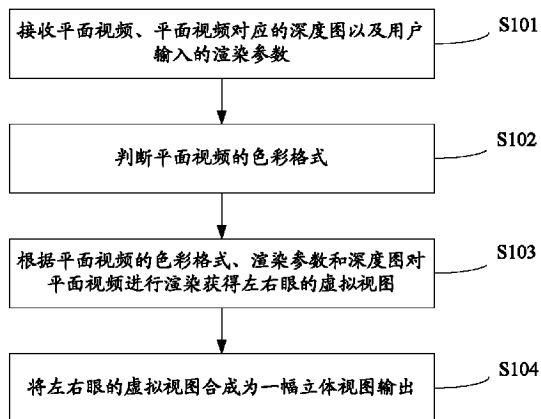 接收平面视频、平面视频对应的深度图以及用户
输入的渲染参数
S101
判断平面视频的色彩格式
S102
根据平面视频的色彩格式、渲染参数和深度图对
平面视频进行渲染获得左右眼的虚拟视图
S103
将左右眼的虚拟视图合成为一幅立体视图输出
S104